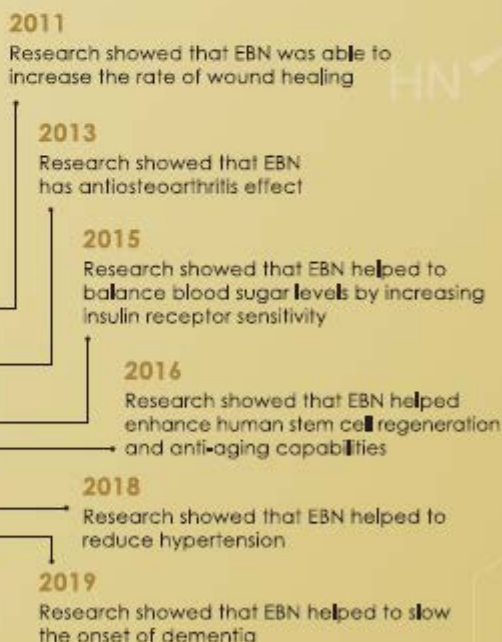 2011
Research showed that EBN was able to
increase the rate of wound healing
HN
2013
Research showed that EBN
has antiosteoarthritis effect
2015
Research showed that EBN helped to
balance blood sugar levels by increasing
insulin receptor sensitivity
2016
Research showed that EBN helped
enhance human stem cell regeneration
and anti-aging capabilities
2018
Research showed that EBN helped to
reduce hypertension
2019
Research showed that EBN helped to slow
the onset of dementia